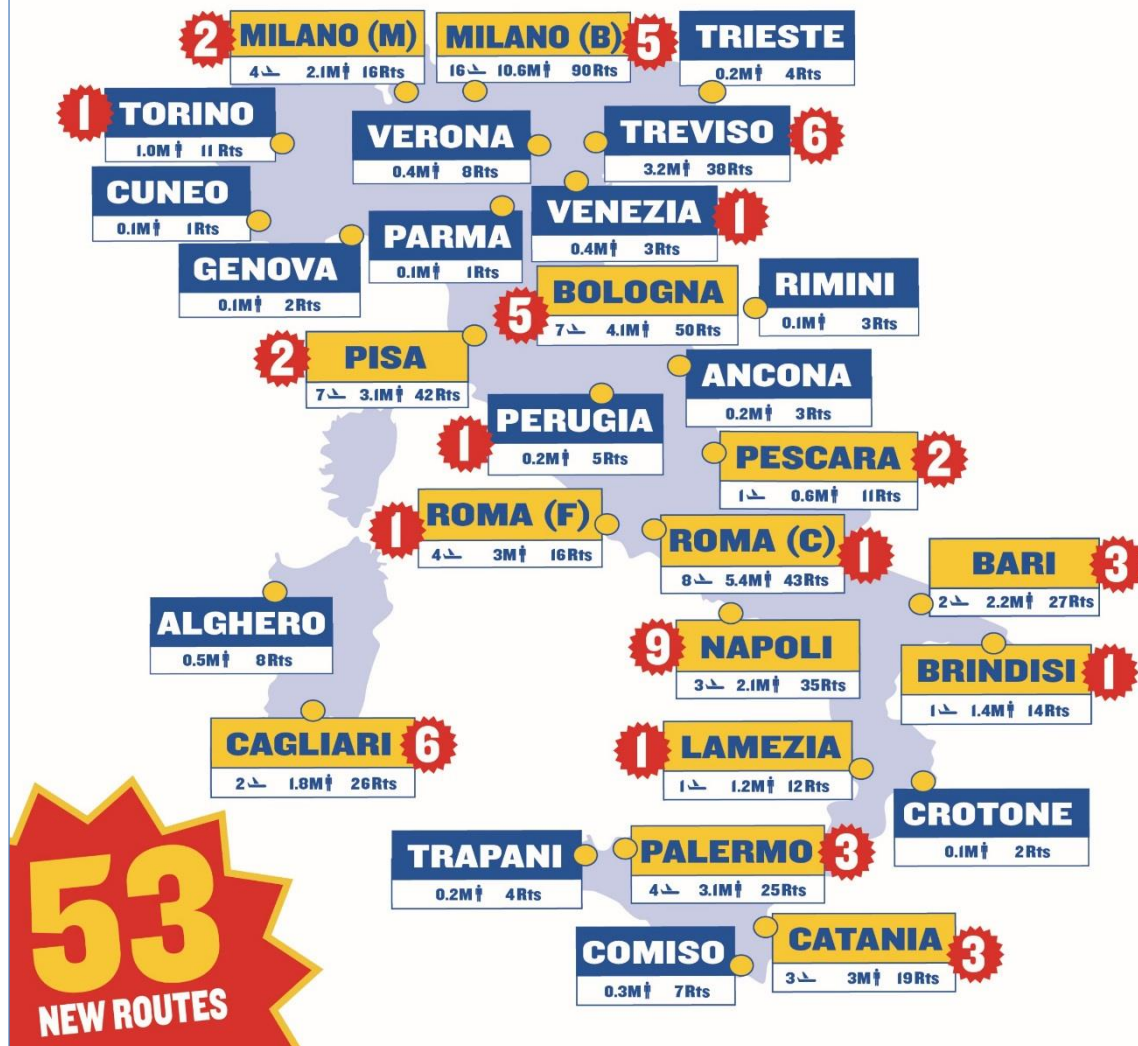 2
MILANO (M)
4 2.1M 16Rts
MILANO (B)
5
16 10.6M 90Rts
TRIESTE
0.2M 4Rts
1
TORINO
1.0M 11 Rts
VERONA
0.4M 8Rts
TREVISO
6
3.2M 38Rts
CUNEO
0.1M 1Rts
VENEZIA
1
0.4M 3Rts
PARMA
0.1M 1Rts
GENOVA
0.1M 2Rts
5
BOLOGNA
7 4.1M 50Rts
RIMINI
0.1M 3Rts
2
PISA
7 3.1M 42Rts
ANCONA
0.2M 3Rts
1
PERUGIA
0.2M 5Rts
PESCARA
2
1 0.6M 11Rts
1
ROMA (F)
4 3M 16Rts
ROMA (C)
1
8 5.4M 43Rts
BARI
3
2 2.2M 27Rts
ALGHERO
0.5M 8Rts
9
NAPOLI
3 2.1M 35Rts
BRINDISI
1
1 1.4M 14Rts
CAGLIARI
6
2 1.8M 26Rts
1
LAMEZIA
1 1.2M 12Rts
CROTONE
0.1M 2Rts
TRAPANI
0.2M 4Rts
PALERMO
3
4 3.1M 25Rts
COMISO
0.3M 7Rts
CATANIA
3
3 3M 19Rts
53
NEW ROUTES